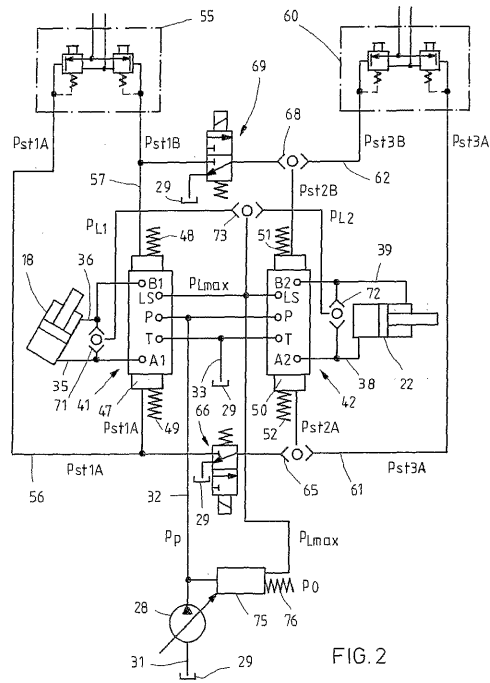 55
60
Pst1A
Pst1B
69
68
Pst3B
Pst3A
57
29
Pst2B
62
PL1
73
PL2
18
36
48
51
39
PLmax
B1
LS
P
T
A1
B2
LS
P
T
A2
72
35
71
41
47
49
33
29
50
52
42
38
22
Pst1A
66
Pst2A
56
Pst1A
32
29
65
61
Pst3A
Pp
PLmax
28
75
76
P0
31
29
FIG.2